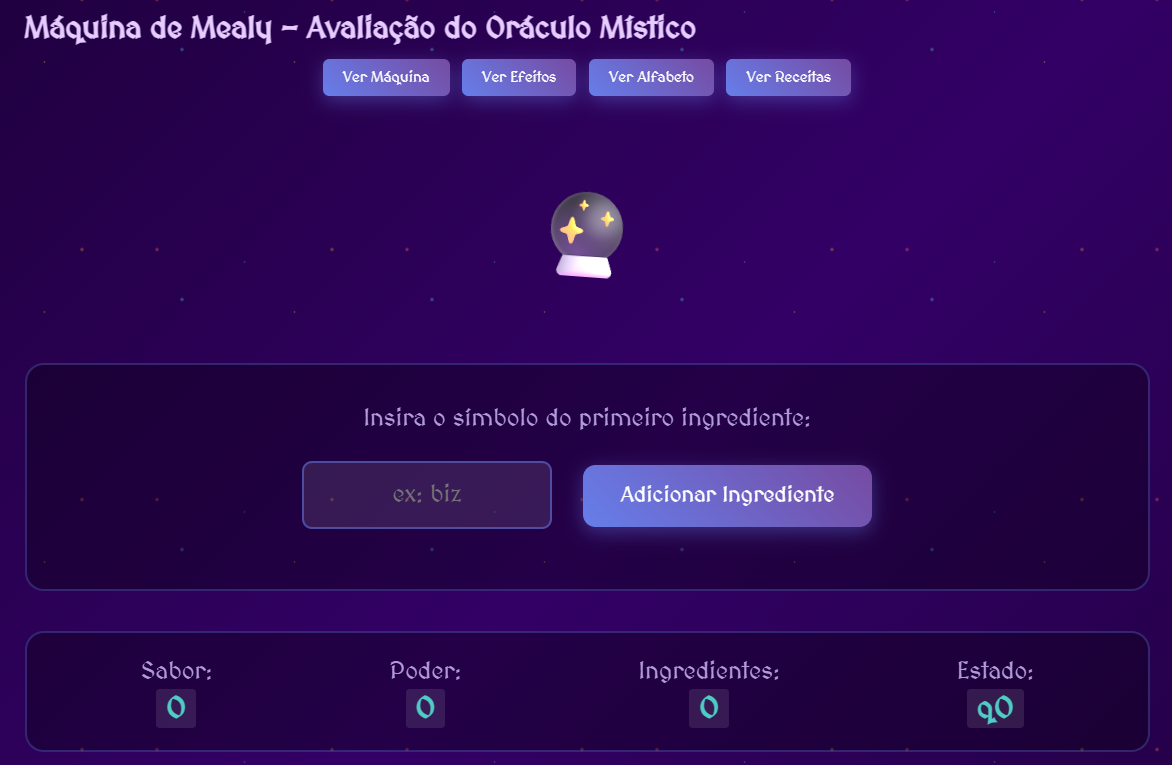 Máquina de Mealy – Avaliação do Oráculo Místico
Ver Máquina Ver Efeitos Ver Alfabeto Ver Receitas
Insira o símbolo do primeiro ingrediente:
ex: biz Adicionar Ingrediente
Sabor: Poder: Ingredientes: Estado:
0 0 0 q0